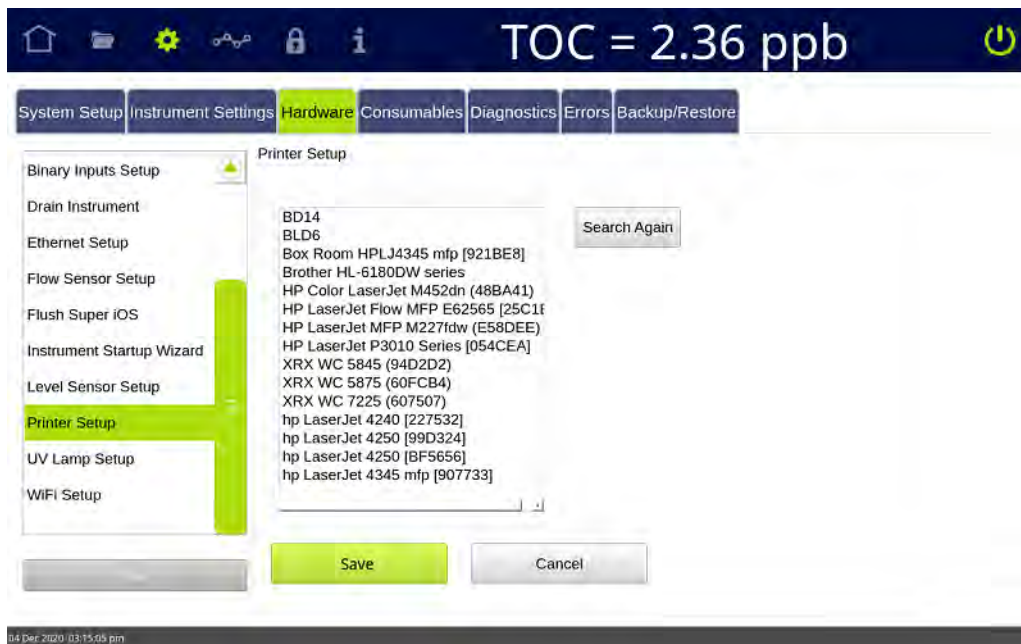 TOC = 2.36 ppb
System Setup Instrument Settings Hardware Consumables Diagnostics Errors Backup/Restore
Printer Setup
Binary Inputs Setup
Drain Instrument
Ethernet Setup
Flow Sensor Setup
Flush Super iOS
Instrument Startup Wizard
Level Sensor Setup
Printer Setup
UV Lamp Setup
WiFi Setup
BD14
BLD6
Box Room HPLJ4345 mfp [921BE8]
Brother HL-6180DW series
HP Color LaserJet M452dn (48BA41)
HP LaserJet Flow MFP E62565 [25C1
HP LaserJet MFP M227fdw (E58DEE)
HP LaserJet P3010 Series [054CEA]
XRX WC 5845 (94D2D2)
XRX WC 5875 (60FCB4)
XRX WC 7225 (607507)
hp LaserJet 4240 [227532]
hp LaserJet 4250 [99D324]
hp LaserJet 4250 [BF5656]
hp LaserJet 4345 mfp [907733]
Search Again
Save Cancel
04 Dec 2020 03:15:05 pm